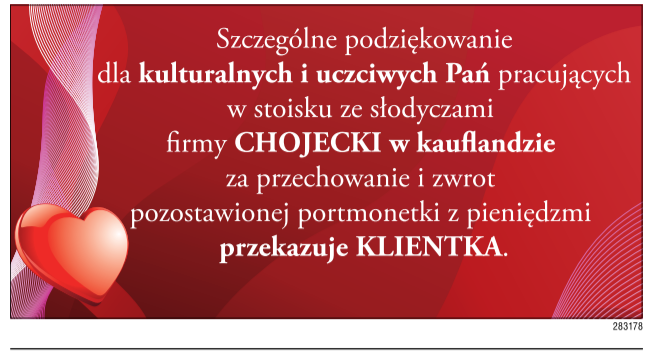 Szczególne podziękowanie
dla kulturalnych i uczciwych Pań pracujących
w stoisku ze słodyczami
firmy CHOJECKI w kauflandzie
za przechowanie i zwrot
pozostawionej portmonetki z pieniędzmi
przekazuje KLIENTKA.
283178